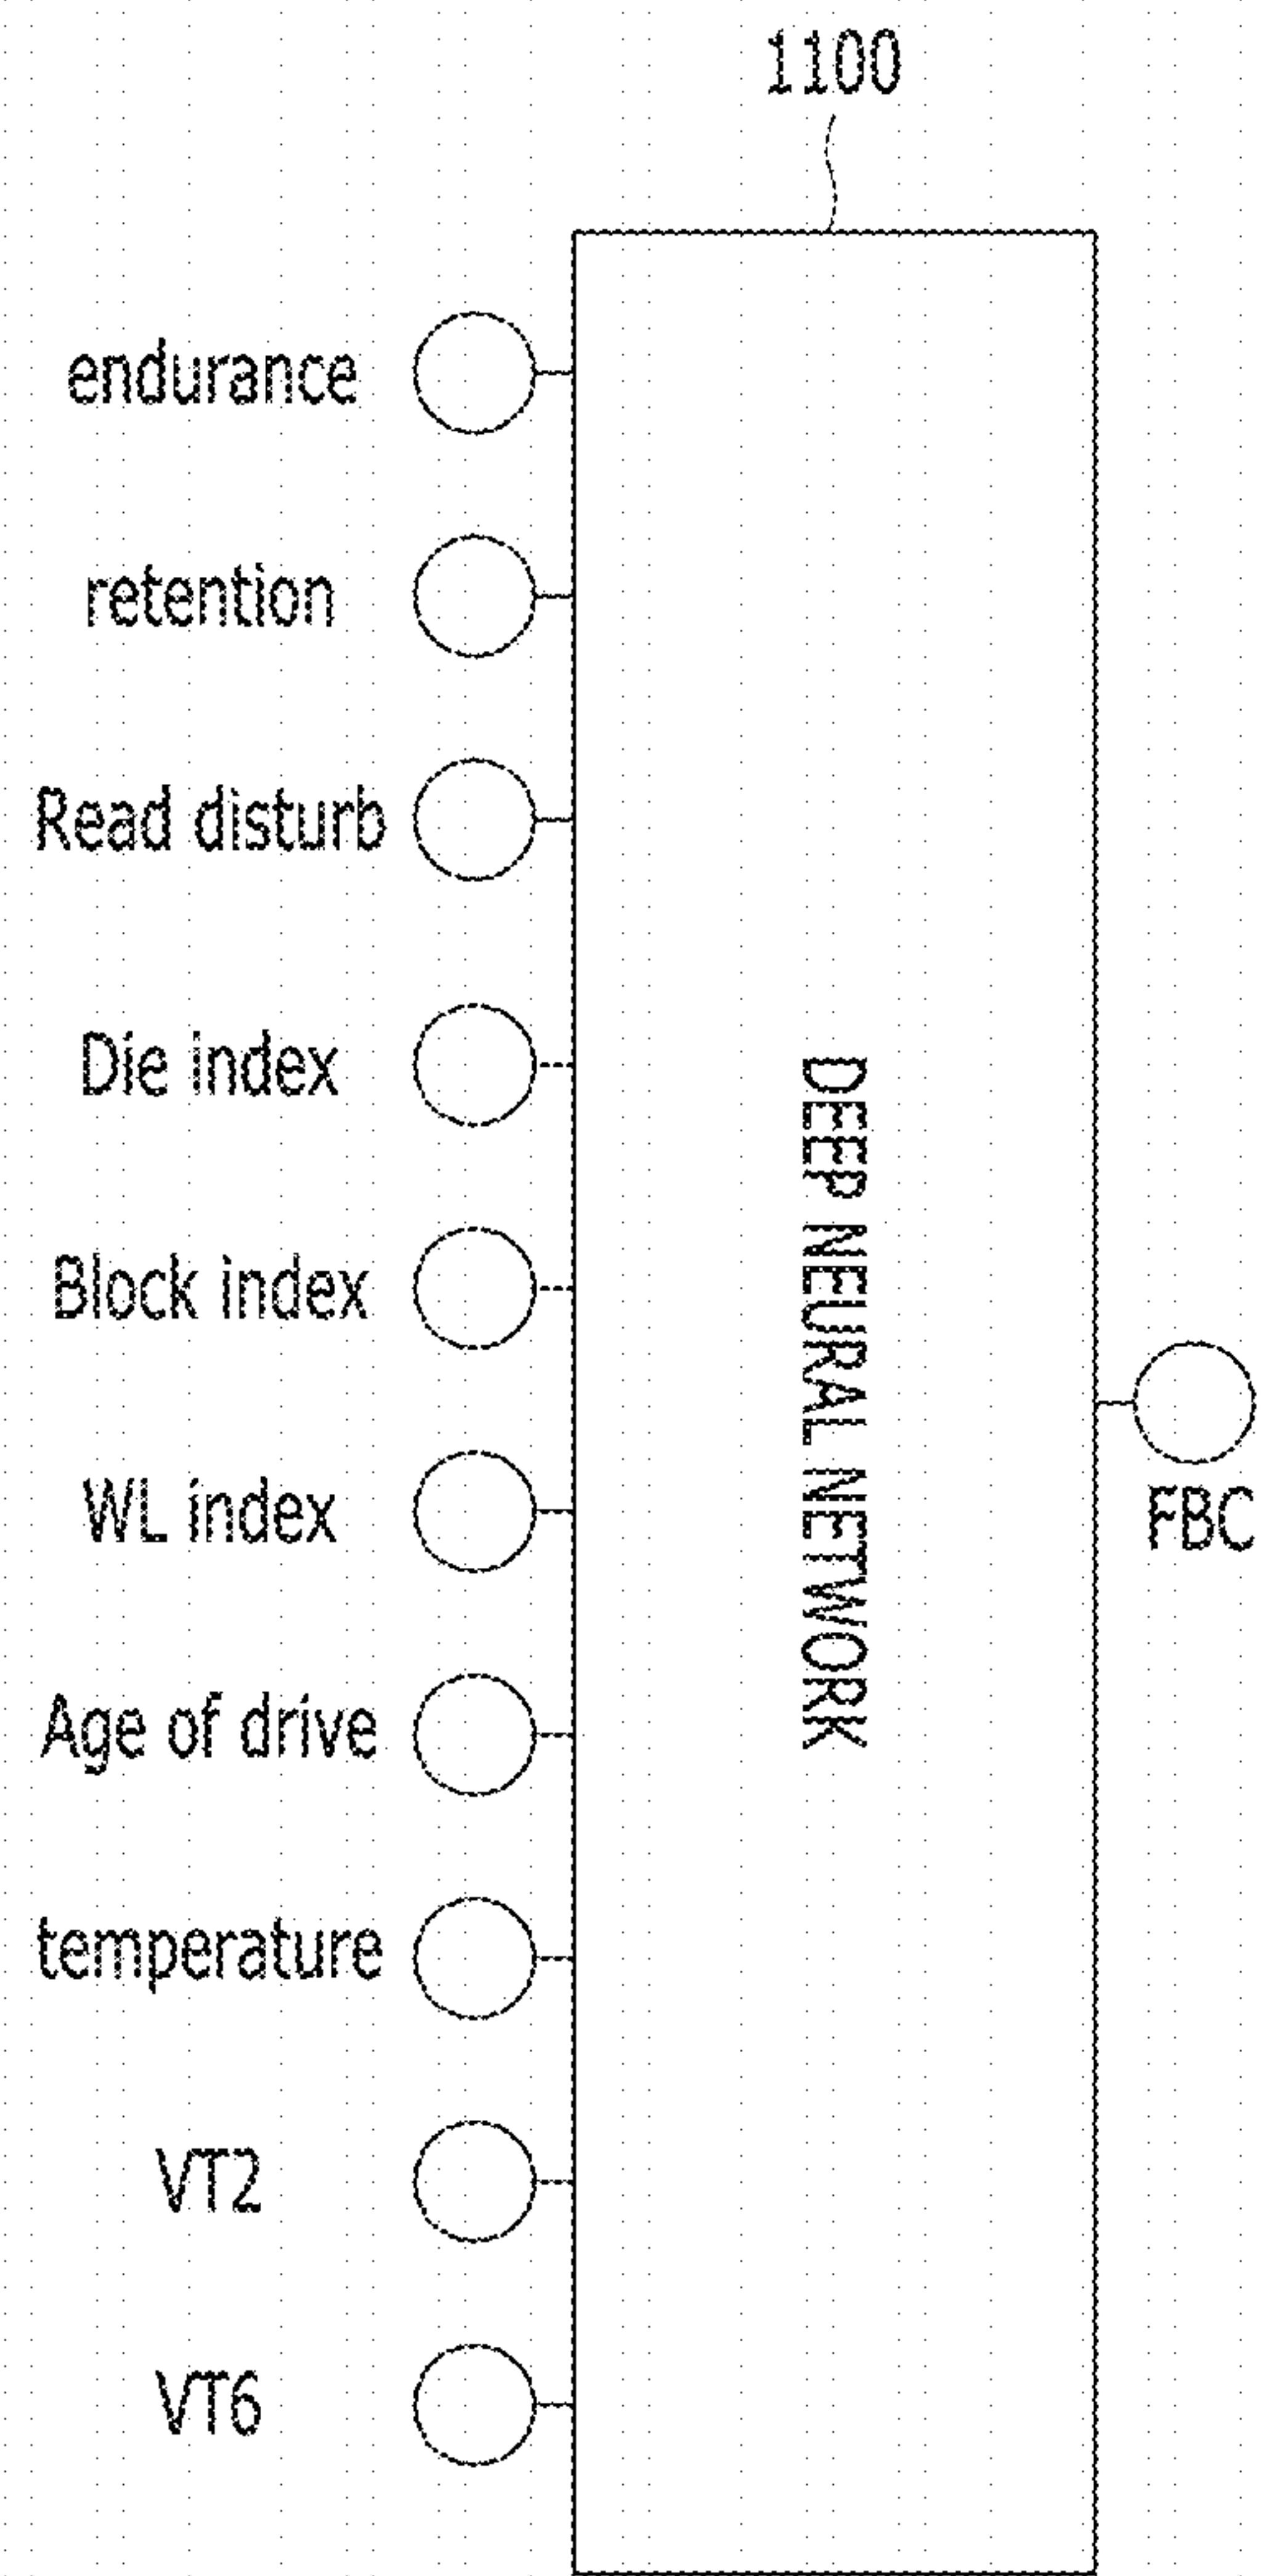 1100
endurance
retention
Read disturb
Die index
Block index
WL index
Age of drive
temperature
VT2
VT6
DEEP NEURAL NETWORK
FBC